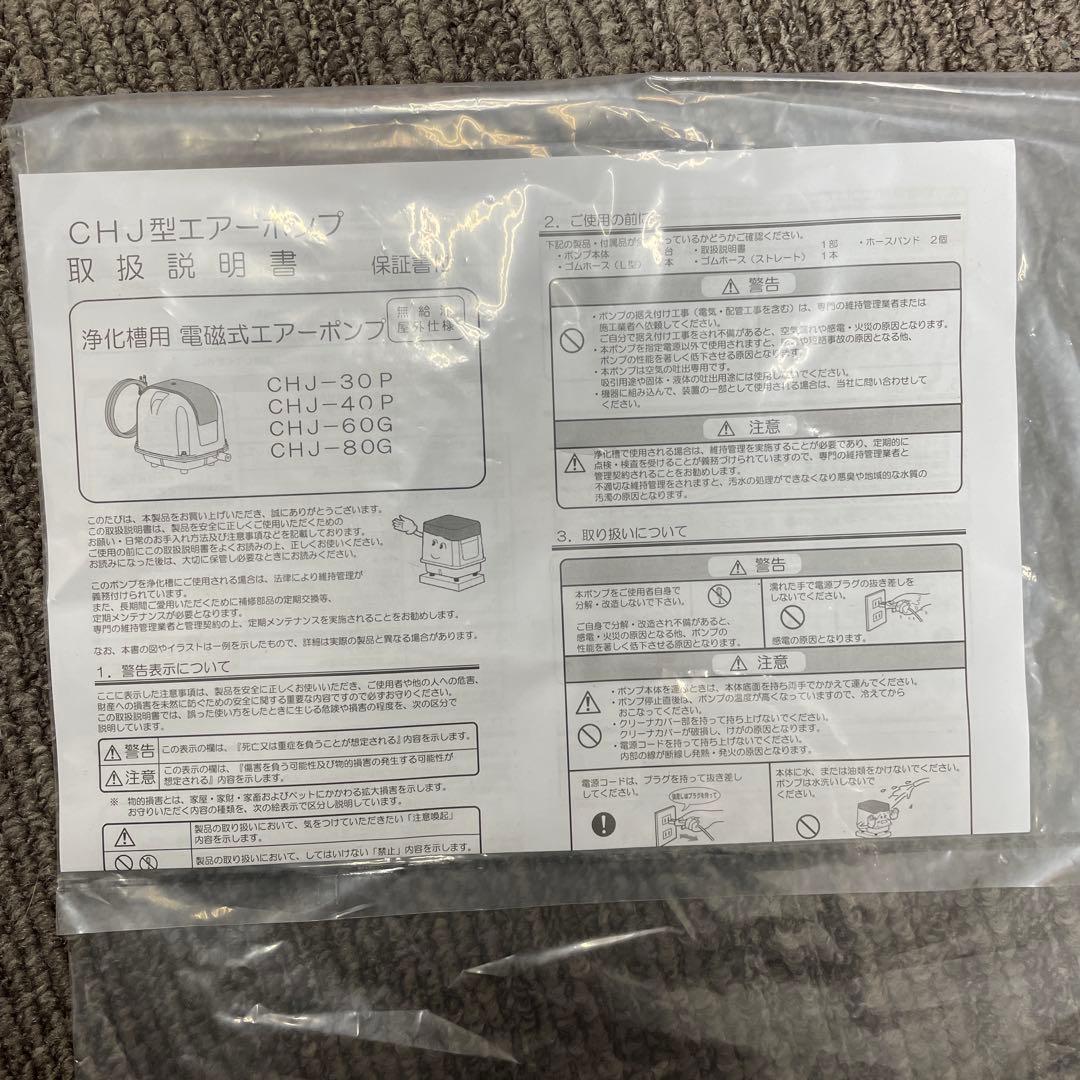 CHJ型エアーポンプ
取扱説明書 保証書付
浄化槽用 電磁式エアーポンプ
無給油
屋外仕様
CHJ-30P
CHJ-40P
CHJ-60G
CHJ-80G
このたびは、本製品をお買い上げいただき、誠にありがとうございます。
この取扱説明書は、製品を安全に正しくご使用いただくための
お願い・日常のお手入れ方法及び注意事項などを記載しております。
ご使用の前にこの取扱説明書をよくお読みの上、正しくお使いください。
お読みになった後は、大切に保管し必要なときにお読みください。
このポンプを浄化槽にご使用される場合は、法律により維持管理が
義務付けられています。
また、長期間ご愛用いただくために補修部品の定期交換等、
定期メンテナンスが必要となります。
専門の維持管理業者と管理契約の上、定期メンテナンスを実施されることをお勧めします。
なお、本書の図やイラストは一例を示したもので、詳細は実際の製品と異なる場合があります。
1. 警告表示について
ここに表示した注意事項は、製品を安全に正しくお使いいただき、ご使用者や他の人への危害、
財産への損害を未然に防ぐための安全に関する重要な内容ですので必ずお守りください。
この取扱説明書では、誤った使い方をしたときに生じる危険や損害の程度を、次の区分で
説明しています。
警告 この表示の欄は、『死亡又は重症を負うことが想定される』内容を示します。
注意 この表示の欄は、『傷害を負う可能性及び物的損害の発生する可能性が
想定される』内容を示します。
※ 物的損害とは、家屋・家財・家畜およびペットにかかわる拡大損害を示します。
お守りいただく内容の種類を、次の絵表示で区分し説明しています。
製品の取り扱いにおいて、気をつけていただきたい「注意喚起」
内容を示します。
製品の取り扱いにおいて、してはいけない「禁止」内容を示します。
2. ご使用の前に
下記の製品・付属品が っているかどうかご確認ください。
・ポンプ本体 台 ・取扱説明書 1部 ・ホースバンド 2個
・ゴムホース(L型) 本 ・ゴムホース(ストレート) 1本
警告
・ポンプの据え付け工事(電気・配管工事を含む)は、専門の維持管理業者または
施工業者へ依頼してください。
ご自分で据え付け工事をされ不備があると、空気漏れや感電・火災の原因となります。
・本ポンプを指定電源以外で使用されますと、 や短絡事故の原因となる他、
ポンプの性能を著しく低下させる原因となります。
・本ポンプは空気の吐出専用です。
吸引用途や固体・液体の吐出用途には使用しないでください。
・機器に組み込んで、装置の一部として使用される場合は、当社に問い合わせして
ください。
注意
浄化槽で使用される場合は、維持管理を実施することが必要であり、定期的に
点検・検査を受けることが義務づけられていますので、専門の維持管理業者と
管理契約されることをお勧めします。
不適切な維持管理をされますと、汚水の処理ができなくなり悪臭や地域的な水質の
汚濁の原因となります。
3. 取り扱いについて
警告
本ポンプをご使用者自身で
分解・改造しないで下さい。
ご自身で分解・改造され不備があると、
感電・火災の原因となる他、ポンプの
性能を著しく低下させる原因となります。
濡れた手で電源プラグの抜き差しを
しないでください。
感電の原因となります。
注意
・ポンプ本体を運ぶときは、本体底面を持ち両手でかかえて運んでください。
・ポンプ停止直後は、ポンプの温度が高くなっていますので、冷えてから
おこなってください。
・クリーナカバー部を持って持ち上げないでください。
クリーナカバーが破損し、けがの原因となります。
・電源コードを持って持ち上げないでください。
内部の線が断線し発熱・発火の原因となります。
電源コードは、プラグを持って抜き差し
してください。
抜差しはプラグを持って
本体に水、または油類をかけないでください。
ポンプは水洗いしないで
ください。